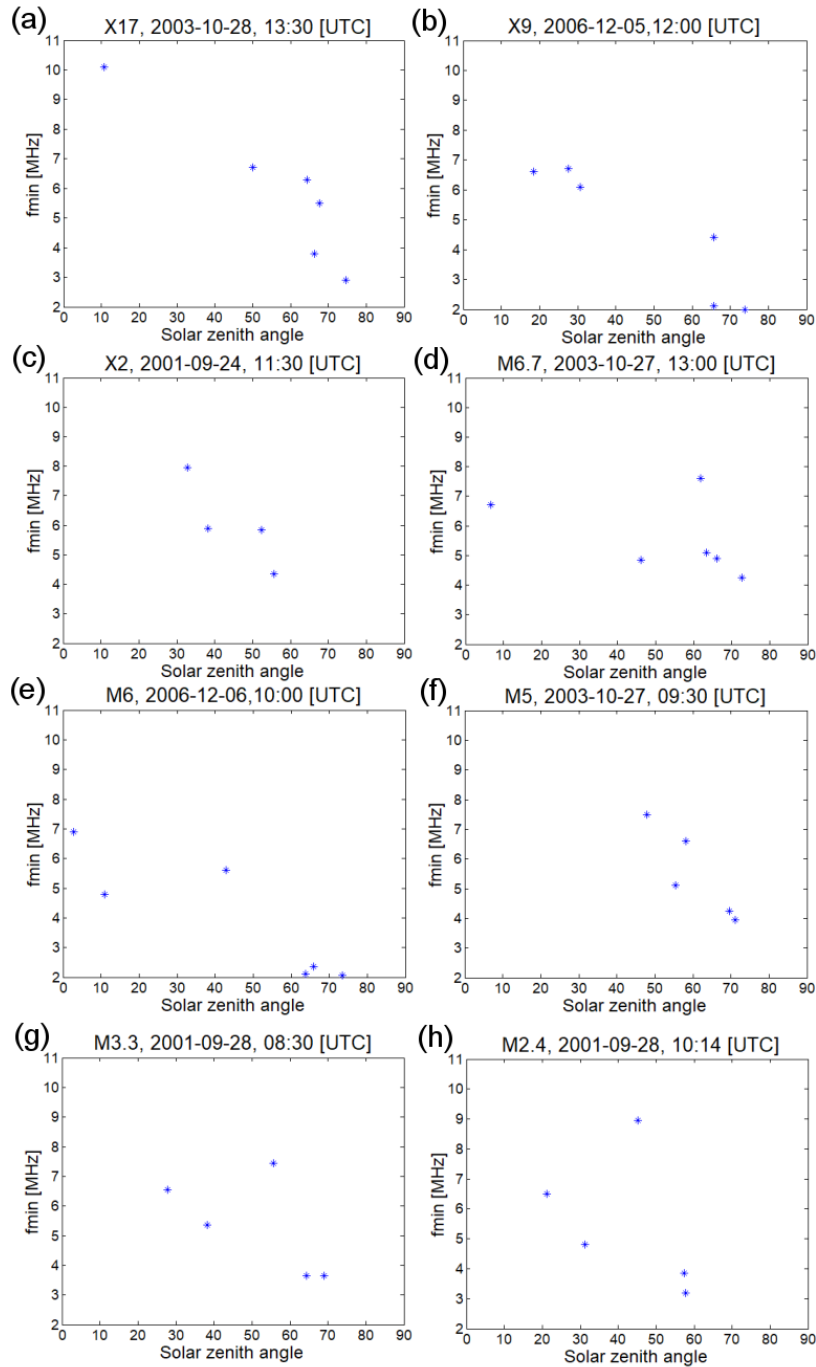 (a)
X17, 2003-10-28, 13:30 [UTC]
11
10
9
8
7
6
5
4
3
2
fmin [MHz]
0 10 20 30 40 50 60 70 80 90
Solar zenith angle
(b)
X9, 2006-12-05,12:00 [UTC]
11
10
9
8
7
6
5
4
3
2
fmin [MHz]
0 10 20 30 40 50 60 70 80 90
Solar zenith angle
(c)
X2, 2001-09-24, 11:30 [UTC]
11
10
9
8
7
6
5
4
3
2
fmin [MHz]
0 10 20 30 40 50 60 70 80 90
Solar zenith angle
(d)
M6.7, 2003-10-27, 13:00 [UTC]
11
10
9
8
7
6
5
4
3
2
fmin [MHz]
0 10 20 30 40 50 60 70 80 90
Solar zenith angle
(e)
M6, 2006-12-06,10:00 [UTC]
11
10
9
8
7
6
5
4
3
2
fmin [MHz]
0 10 20 30 40 50 60 70 80 90
Solar zenith angle
(f)
M5, 2003-10-27, 09:30 [UTC]
11
10
9
8
7
6
5
4
3
2
fmin [MHz]
0 10 20 30 40 50 60 70 80 90
Solar zenith angle
(g)
M3.3, 2001-09-28, 08:30 [UTC]
11
10
9
8
7
6
5
4
3
2
fmin [MHz]
0 10 20 30 40 50 60 70 80 90
Solar zenith angle
(h)
M2.4, 2001-09-28, 10:14 [UTC]
11
10
9
8
7
6
5
4
3
2
fmin [MHz]
0 10 20 30 40 50 60 70 80 90
Solar zenith angle